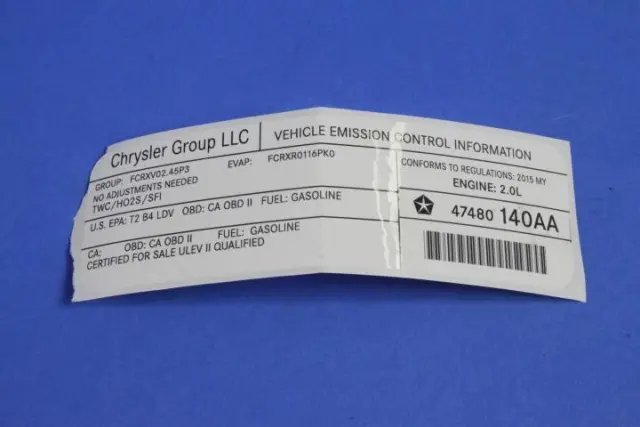 Chrysler Group LLC
VEHICLE EMISSION CONTROL INFORMATION
GROUP: FCRXV02.45P3 EVAP: FCRXR0116PK0
NO ADJUSTMENTS NEEDED
TWC/HO2S/SFI
CONFORMS TO REGULATIONS: 2015 MY
ENGINE: 2.0L
U.S. EPA: T2 B4 LDV OBD: CA OBD II FUEL: GASOLINE
47480 140AA
CA: OBD: CA OBD II FUEL: GASOLINE
CERTIFIED FOR SALE ULEV II QUALIFIED